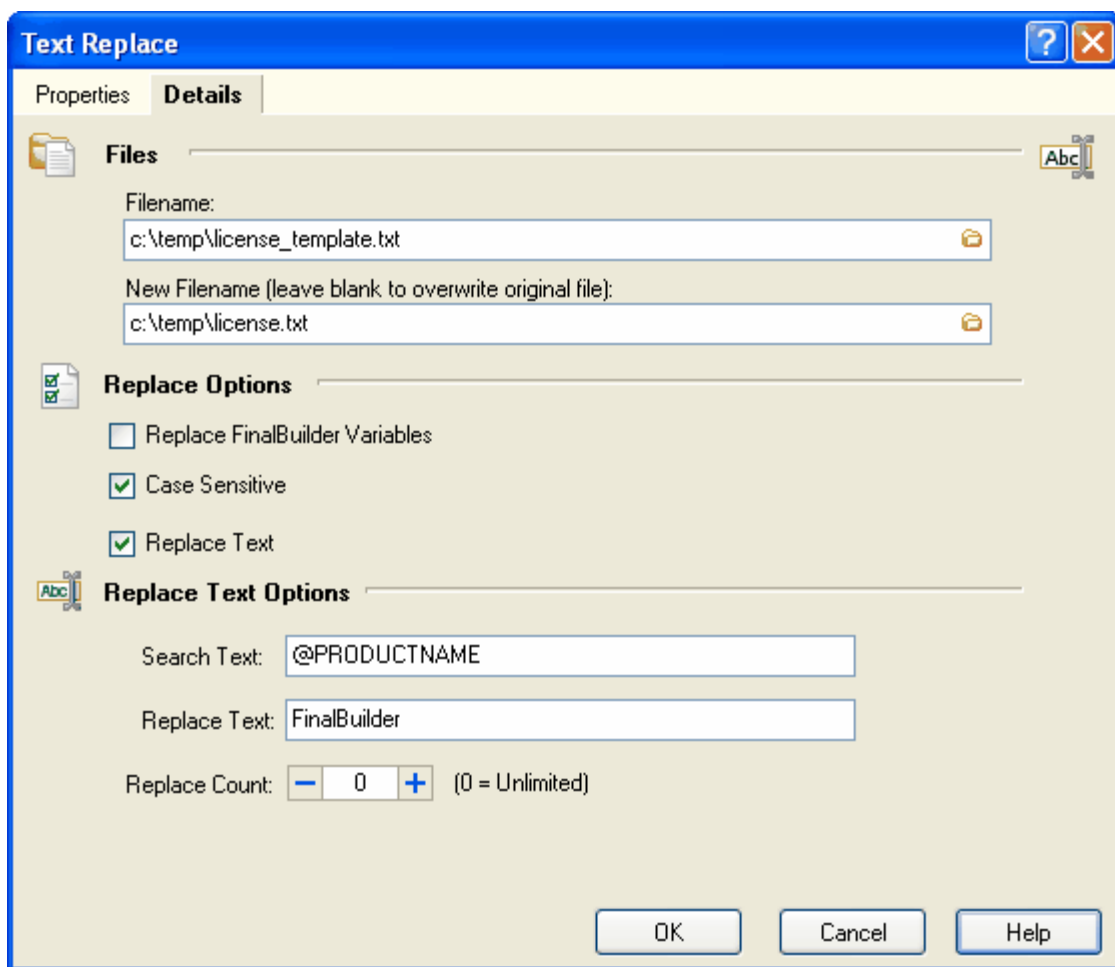 Text Replace
Properties Details
Files
Abc
Filename:
c:\temp\license_template.txt
New Filename (leave blank to overwrite original file):
c:\temp\license.txt
Replace Options
Replace FinalBuilder Variables
Case Sensitive
Replace Text
Abc
Replace Text Options
Search Text: @PRODUCTNAME
Replace Text: FinalBuilder
Replace Count: 0 (0 = Unlimited)
OK Cancel Help